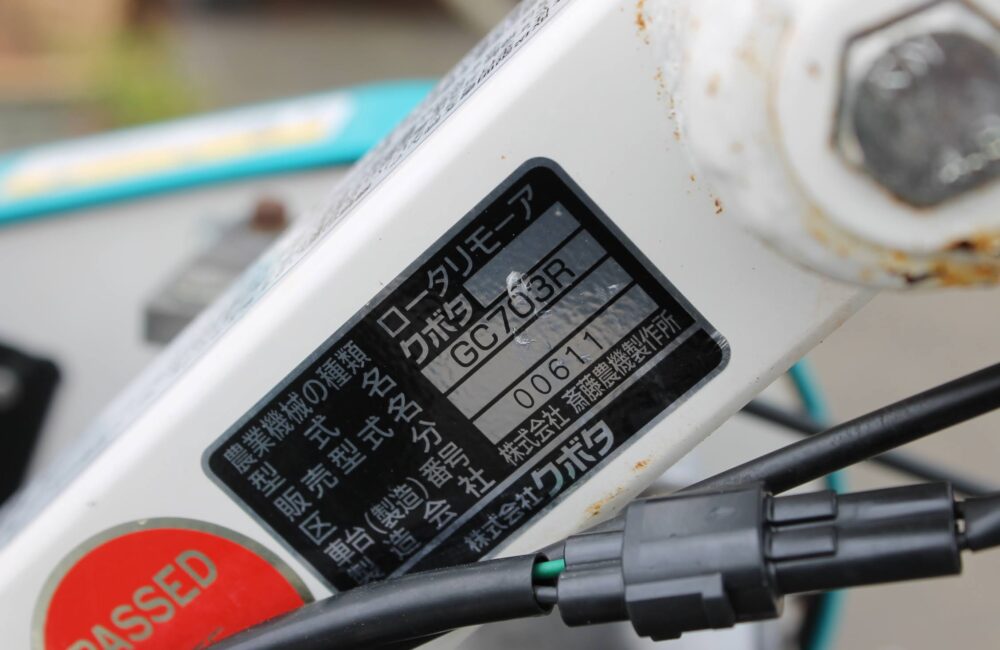 農業機械の種類 ロータリモーア
型式名 クボタ GC703R
販売型式名
区分
車台(製造)番号 00611
製造会社 株式会社 斎藤農機製作所
株式会社クボタ
PASSED